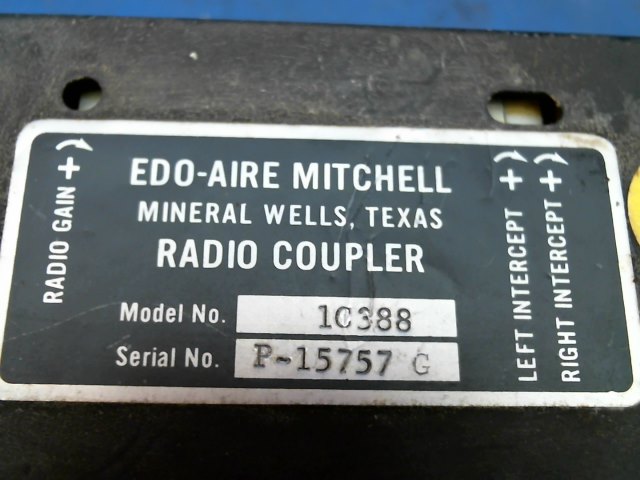 RADIO GAIN +
EDO-AIRE MITCHELL
MINERAL WELLS, TEXAS
RADIO COUPLER
Model No. 1C388
Serial No. P-15757 G
LEFT INTERCEPT +
RIGHT INTERCEPT +